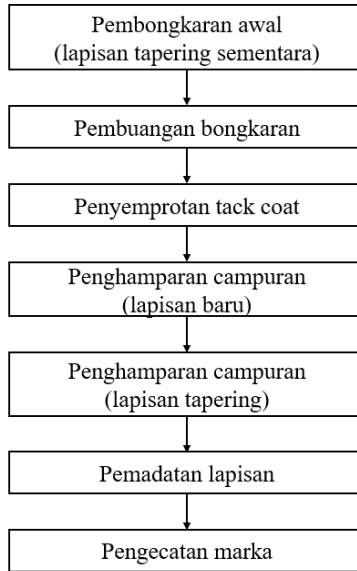 Pembongkaran awal
(lapisan tapering sementara)
Pembuangan bongkaran
Penyemprotan tack coat
Penghamparan campuran
(lapisan baru)
Penghamparan campuran
(lapisan tapering)
Pemadatan lapisan
Pengecatan marka